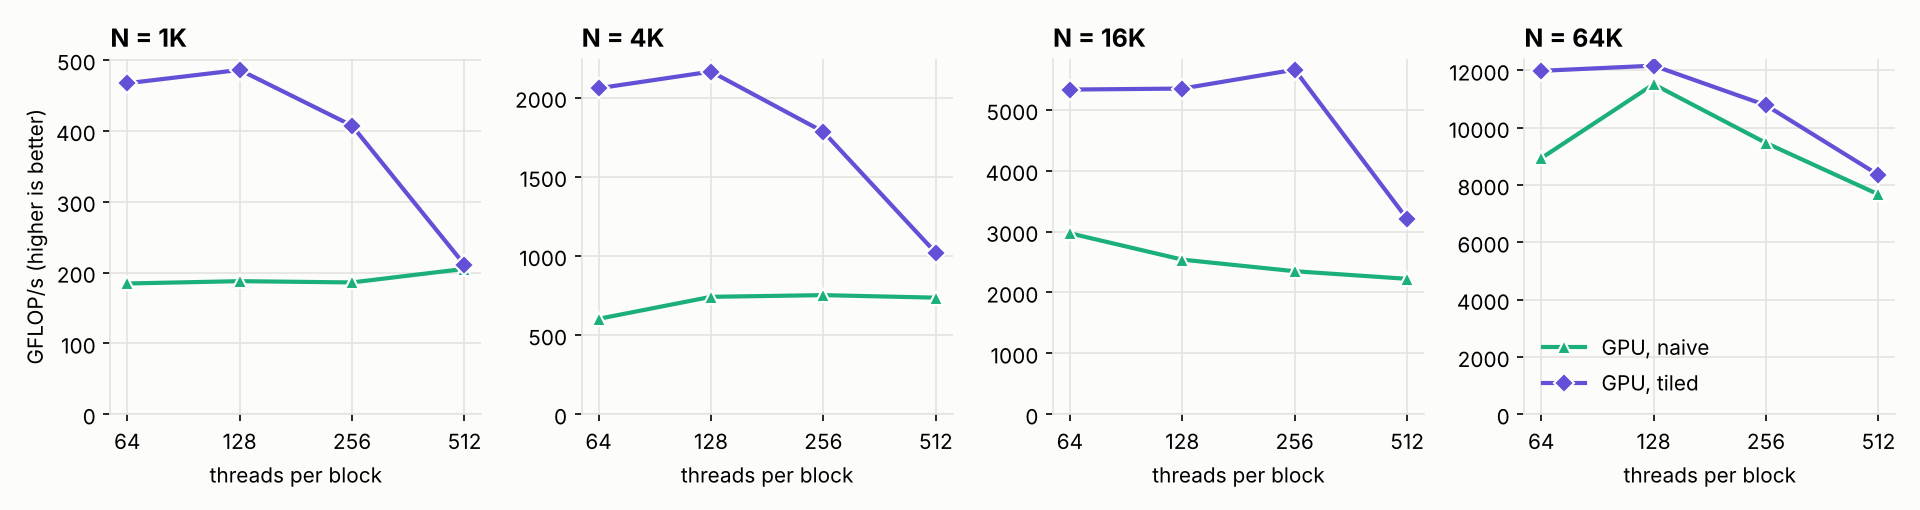 N = 1K
N = 4K
N = 16K
N = 64K
GFLOP/s (higher is better)
500
400
300
200
100
0
64 128 256 512
threads per block
2000
1500
1000
500
0
64 128 256 512
threads per block
5000
4000
3000
2000
1000
0
64 128 256 512
threads per block
12000
10000
8000
6000
4000
2000
0
GPU, naive
GPU, tiled
64 128 256 512
threads per block